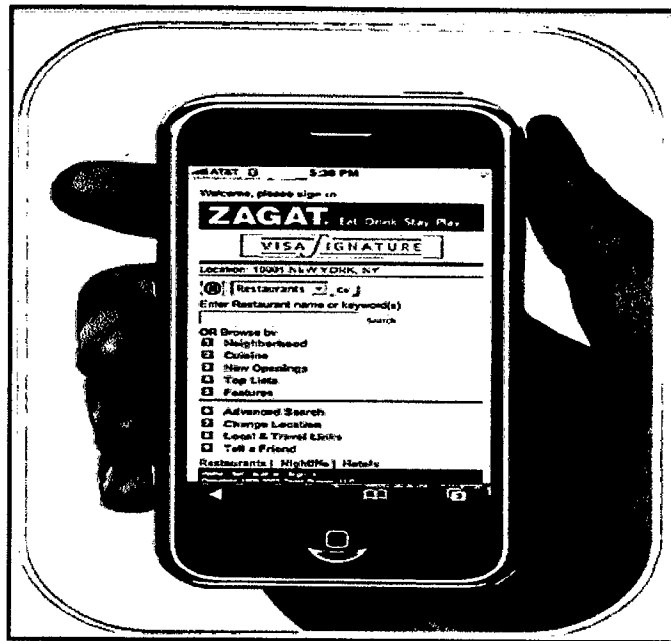 AT&T 5:36 PM
Welcome, please sign in
ZAGAT. Eat Drink Stay Play
VISA SIGNATURE
Location: 10001 NEW YORK, NY
Restaurants
Enter Restaurant name or keyword(s)
Search
OR Browse by
Neighborhood
Cuisine
New Openings
Top Lists
Features
Advanced Search
Change Location
Local & Travel Links
Tell a Friend
Restaurants | Nightlife | Hotels